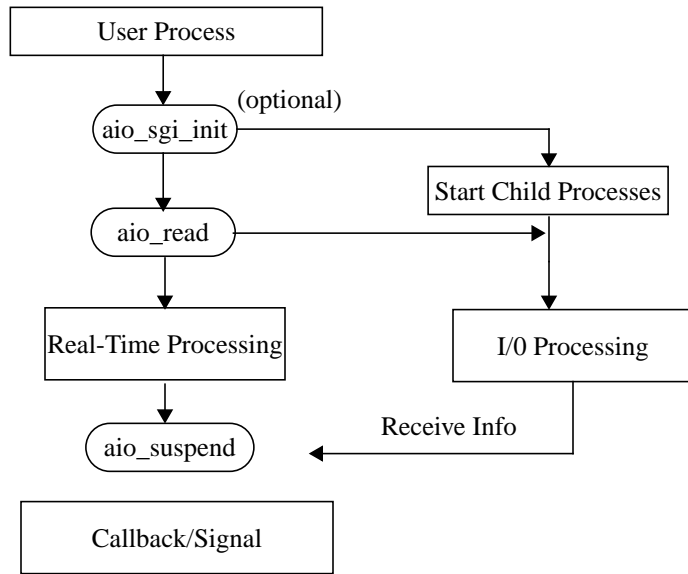 User Process
(optional)
aio_sgi_init
Start Child Processes
aio_read
Real-Time Processing
I/0 Processing
Receive Info
aio_suspend
Callback/Signal